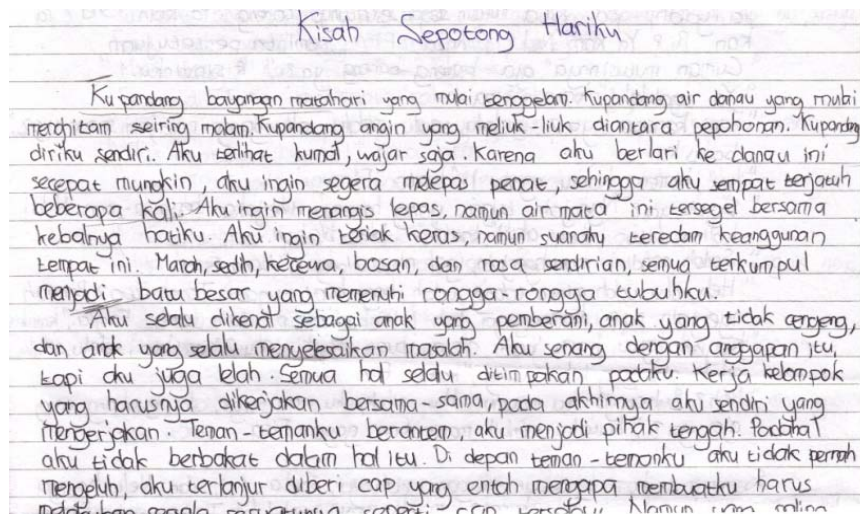 Kisah Sepotong Hariku
Kupandang bayangan matahari yang mulai tenggelam. Kupandang air danau yang mulai
menghitam seiring malam. Kupandang angin yang meliuk-liuk diantara pepohonan. Kupandang
diriku sendiri. Aku terlihat kumal, wajar saja. Karena aku berlari ke danau ini
secepat mungkin, aku ingin segera melepas penat, sehingga aku sempat terjatuh
beberapa kali. Aku ingin menangis lepas, namun air mata ini tersegel bersama
kebalnya hatiku. Aku ingin teriak keras, namun suaraku teredam keanggunan
tempat ini. Marah, sedih, kecewa, bosan, dan rasa sendirian, semua terkumpul
menjadi batu besar yang memenuhi rongga-rongga tubuhku.
Aku selalu dikenal sebagai anak yang pemberani, anak yang tidak cengeng,
dan anak yang selalu menyelesaikan masalah. Aku senang dengan anggapan itu,
tapi aku juga lelah. Semua hal selalu ditimpakan padaku. Kerja kelompok
yang harusnya dikerjakan bersama-sama, pada akhirnya aku sendiri yang
mengerjakan. Teman-temanku berantem, aku menjadi pihak tengah. Padahal
aku tidak berbakat dalam hal itu. Di depan teman-temanku aku tidak pernah
mengeluh, aku terlanjur diberi cap yang entah mengapa membuatku harus